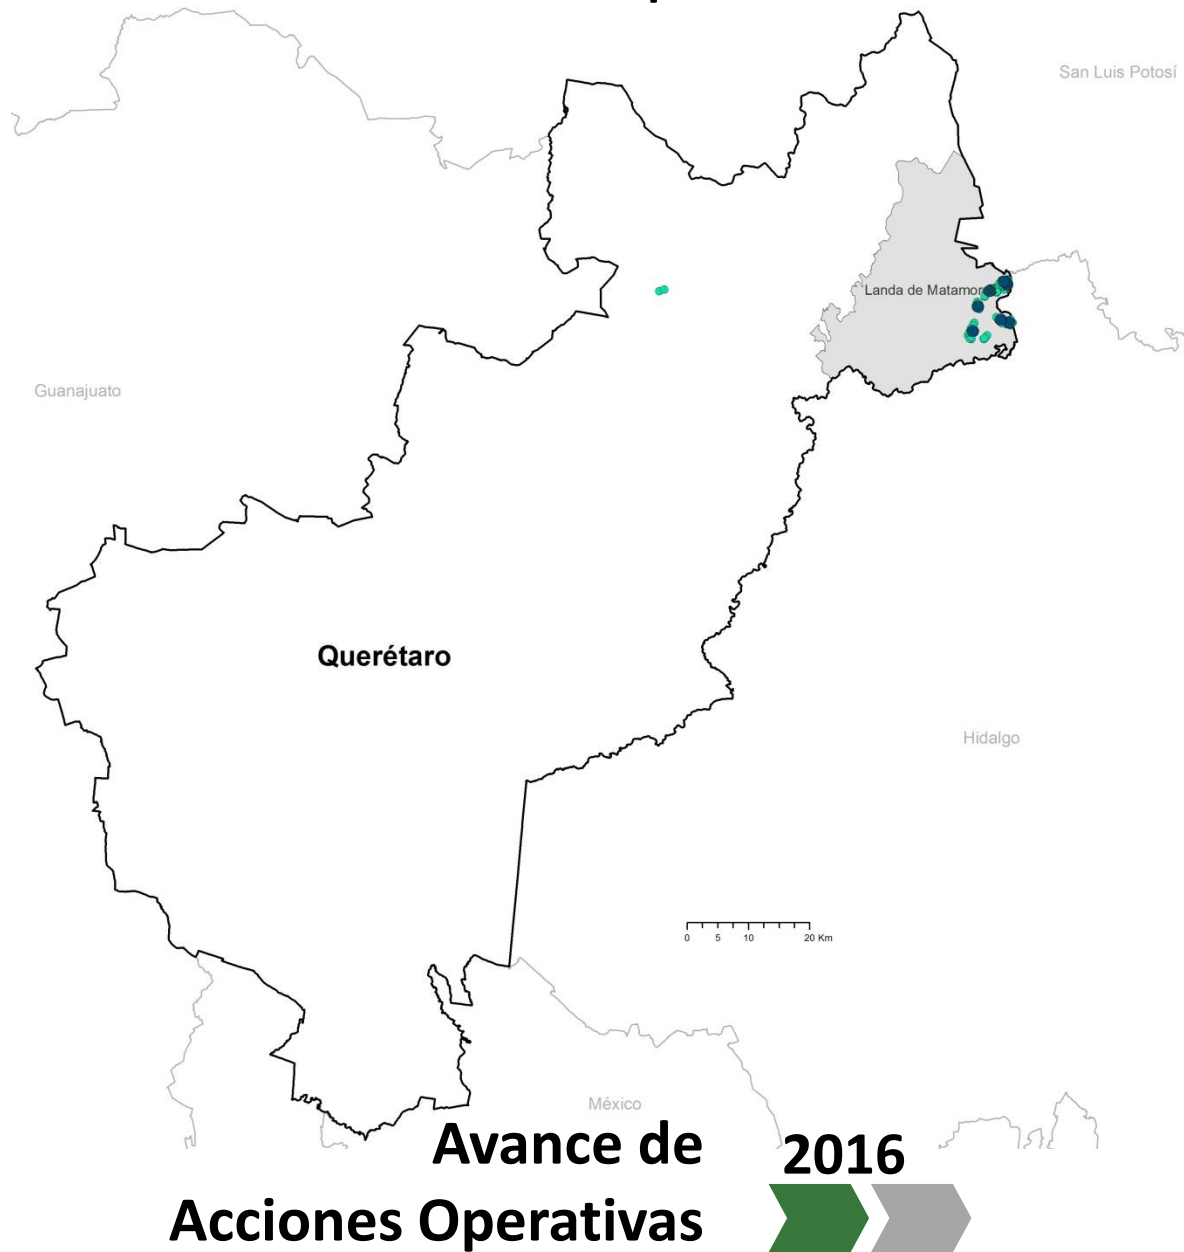 San Luis Potosí
Landa de Matamor
Guanajuato
Querétaro
Hidalgo
0 5 10 20 Km
México
Avance de
Acciones Operativas
2016